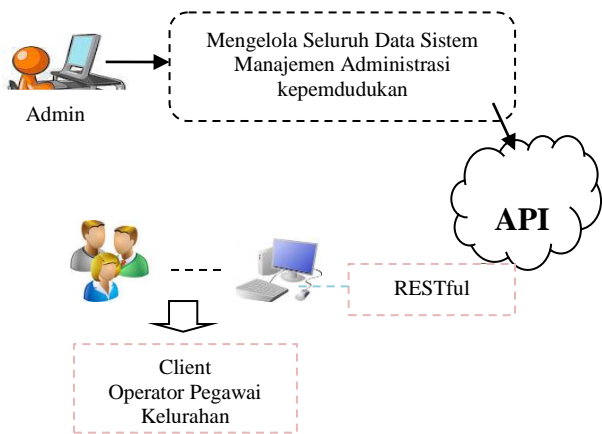 Mengelola Seluruh Data Sistem
Manajemen Administrasi
kepemdudukan
Admin
API
RESTful
Client
Operator Pegawai
Kelurahan